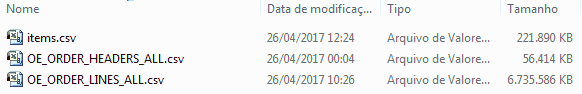 Nome Data de modificaç... Tipo Tamanho
items.csv 26/04/2017 12:24 Arquivo de Valore... 221.890 KB
OE_ORDER_HEADERS_ALL.csv 26/04/2017 00:04 Arquivo de Valore... 56.414 KB
OE_ORDER_LINES_ALL.csv 26/04/2017 10:26 Arquivo de Valore... 6.735.586 KB